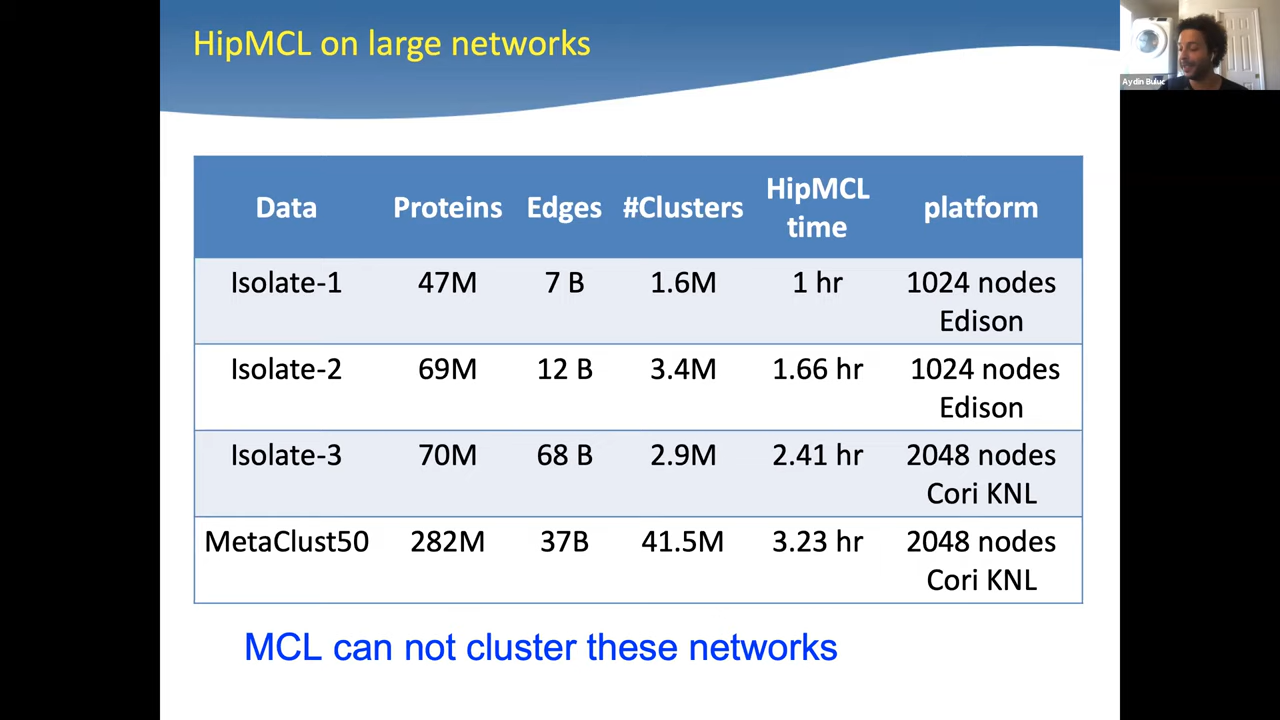 HipMCL on large networks
Aydin Buluc
Data Proteins Edges #Clusters HipMCL time platform
Isolate-1 47M 7 B 1.6M 1 hr 1024 nodes Edison
Isolate-2 69M 12 B 3.4M 1.66 hr 1024 nodes Edison
Isolate-3 70M 68 B 2.9M 2.41 hr 2048 nodes Cori KNL
MetaClust50 282M 37B 41.5M 3.23 hr 2048 nodes Cori KNL
MCL can not cluster these networks